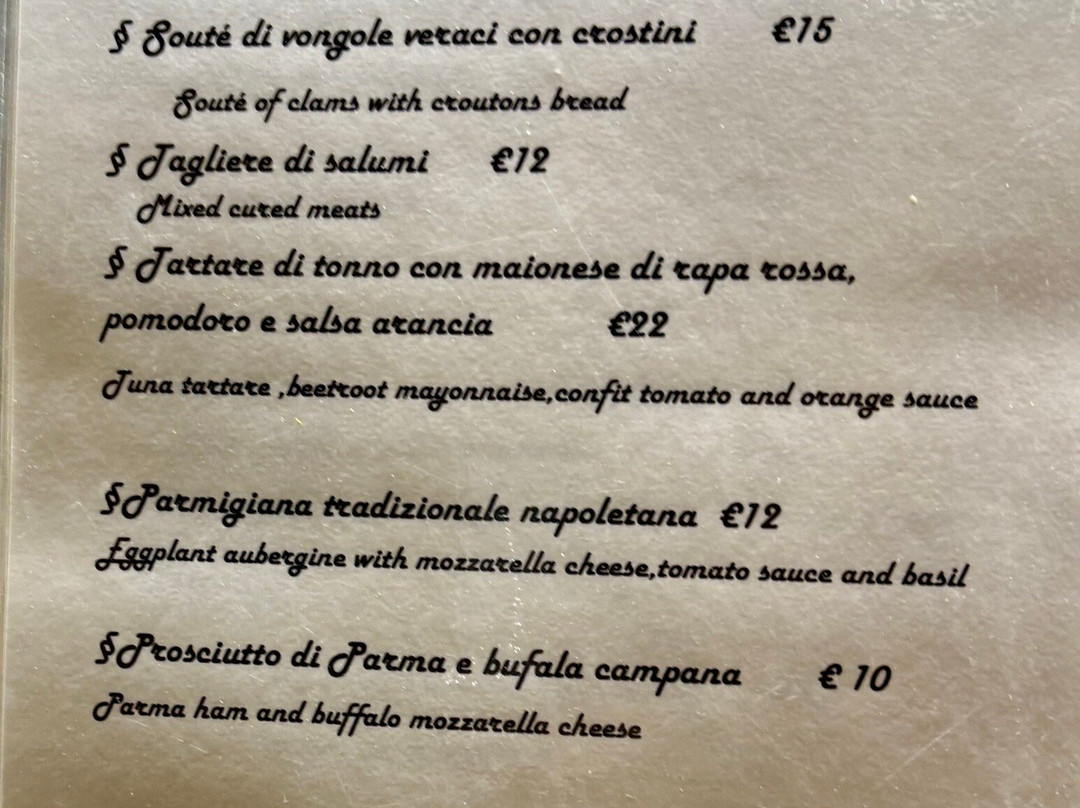 § Souté di vongole veraci con crostini €15
Souté of clams with croutons bread
§ Tagliere di salumi €12
Mixed cured meats
§ Tartare di tonno con maionese di rapa rossa,
pomodoro e salsa arancia €22
Tuna tartare ,beetroot mayonnaise,confit tomato and orange sauce
§Parmigiana tradizionale napoletana €12
Eggplant aubergine with mozzarella cheese,tomato sauce and basil
§Prosciutto di Parma e bufala campana € 10
Parma ham and buffalo mozzarella cheese